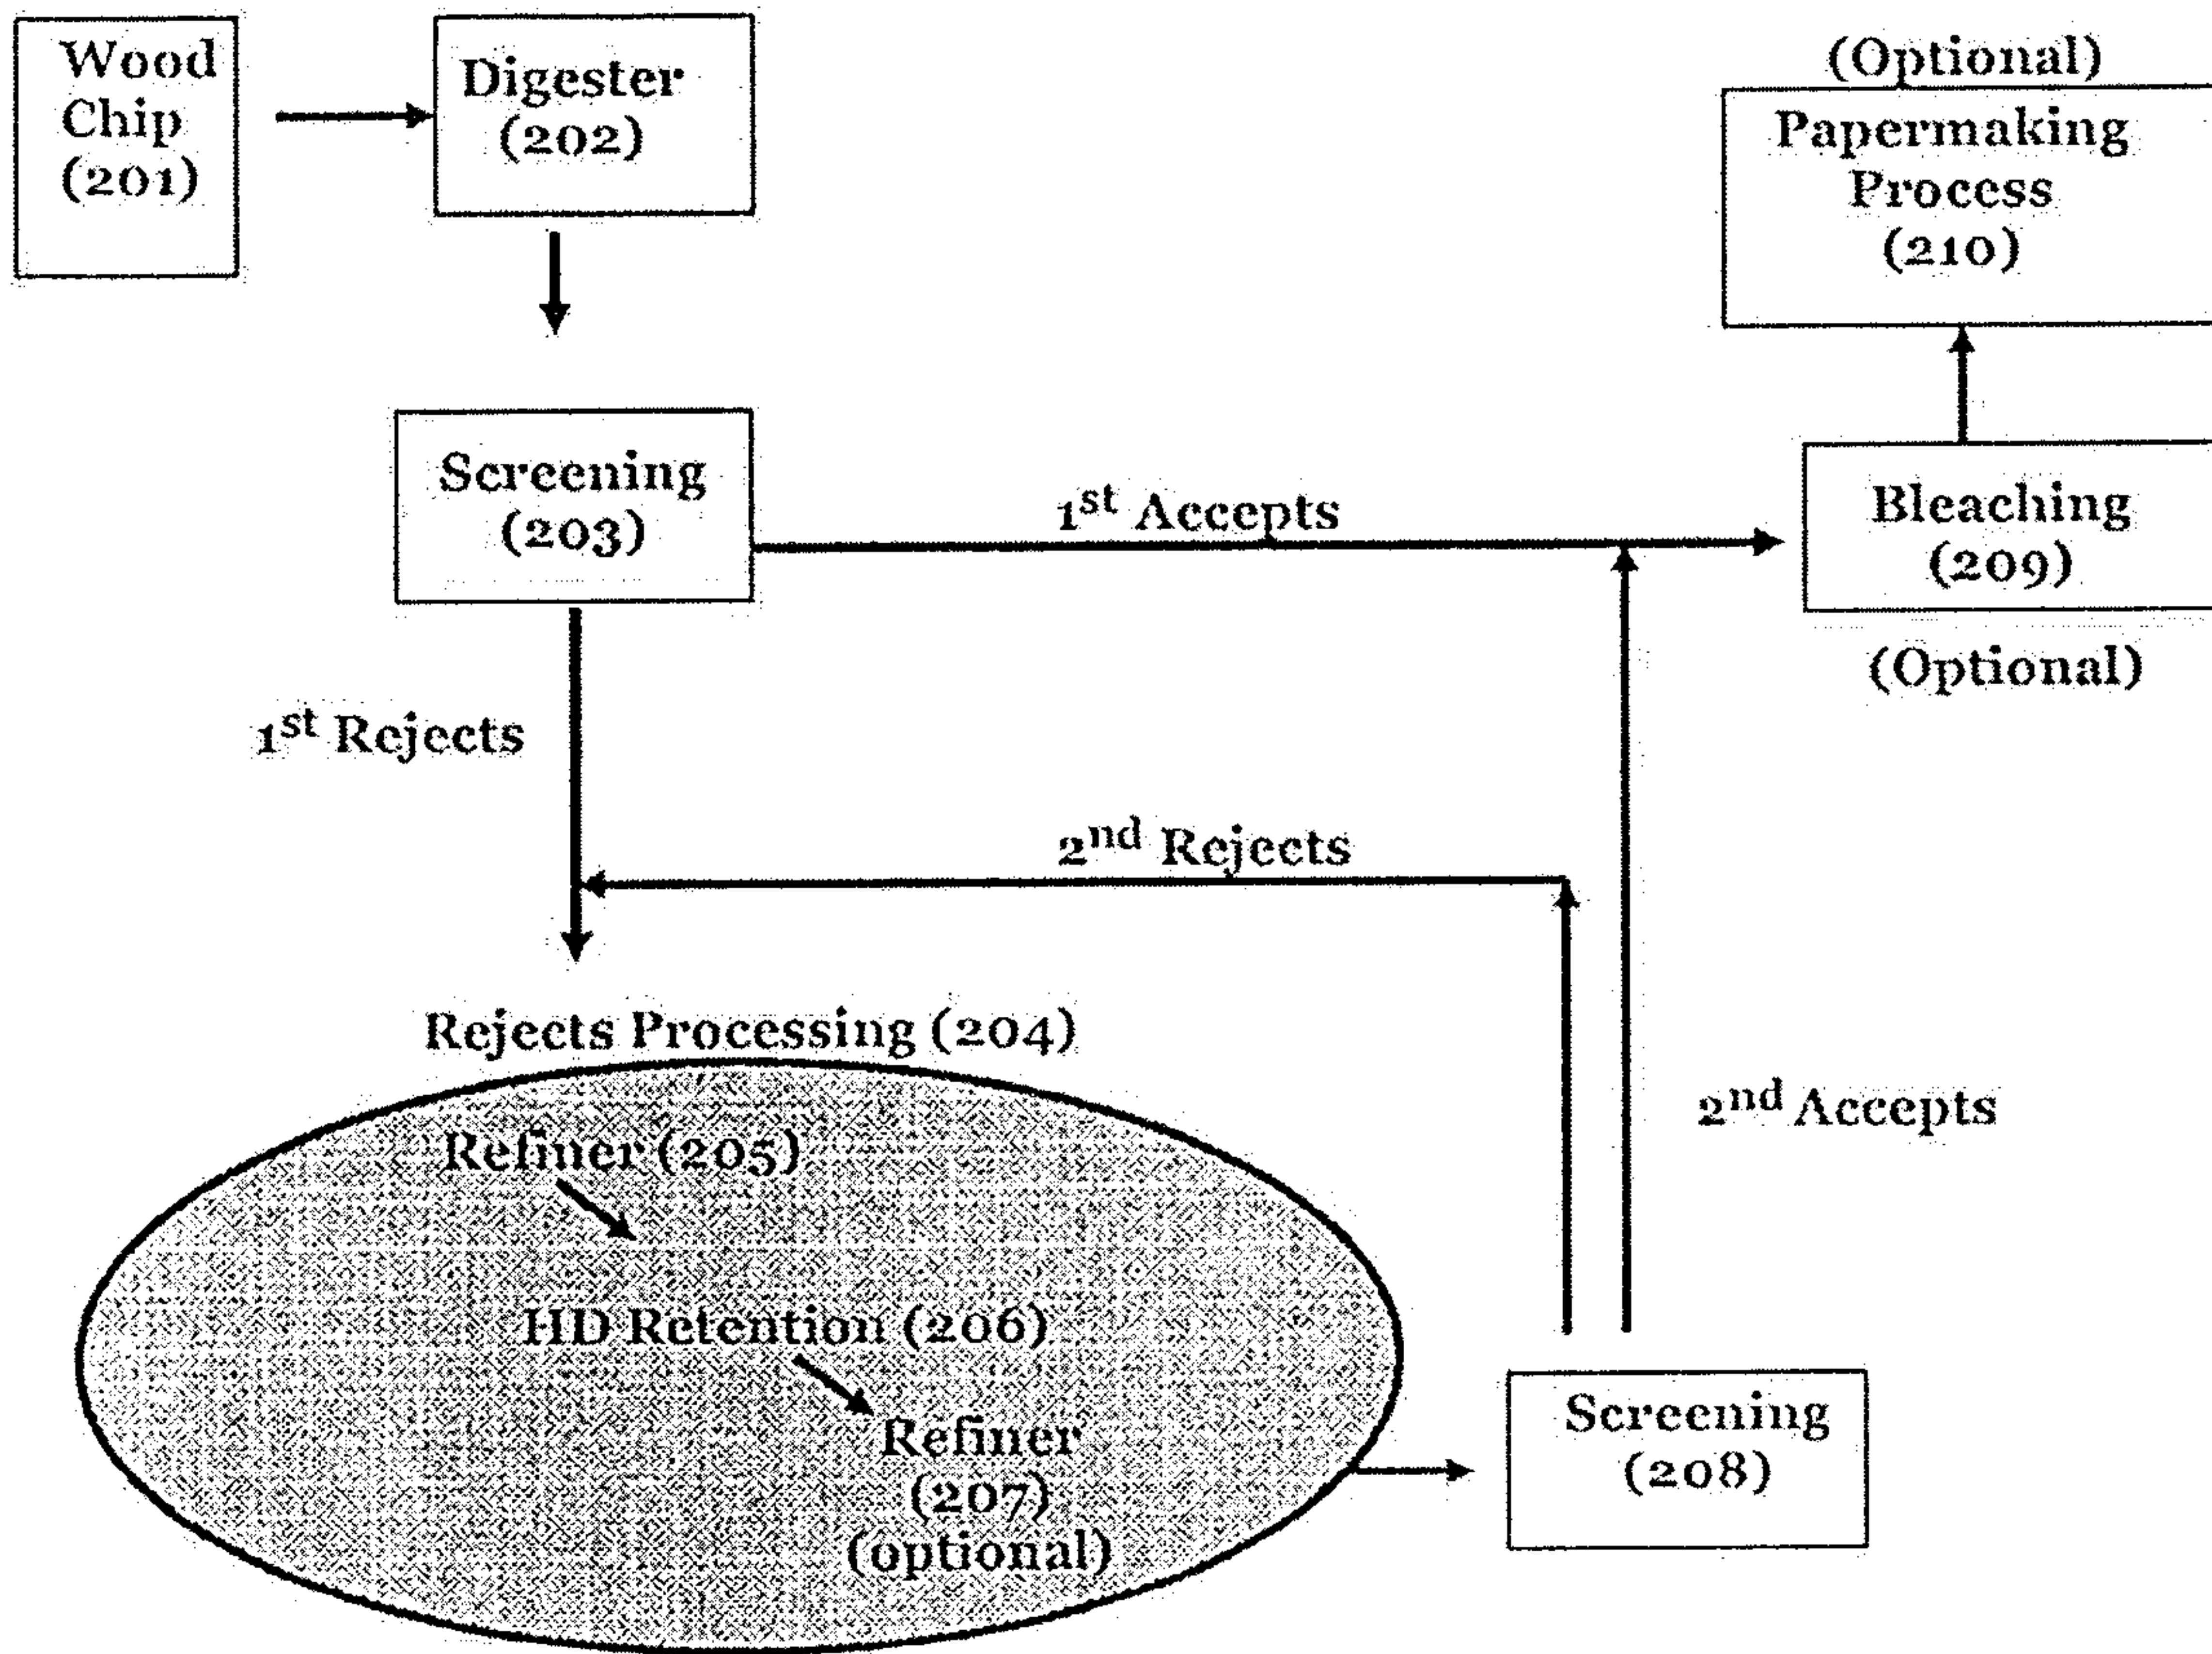 Wood
Chip
(201)
Digester
(202)
(Optional)
Papermaking
Process
(210)
Screening
(203)
1st Accepts
Bleaching
(209)
(Optional)
1st Rejects
2nd Rejects
Rejects Processing (204)
2nd Accepts
Refiner (205)
HD Retention (206)
Refiner
(207)
(optional)
Screening
(208)